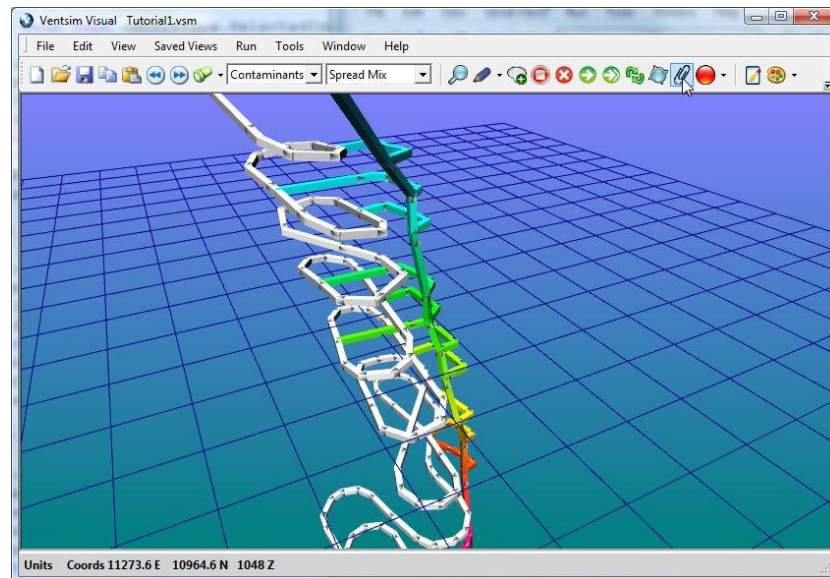 Ventsim Visual Tutorial1.vsm
File Edit View Saved Views Run Tools Window Help
Contaminants Spread Mix
Units Coords 11273.6 E 10964.6 N 1048 Z